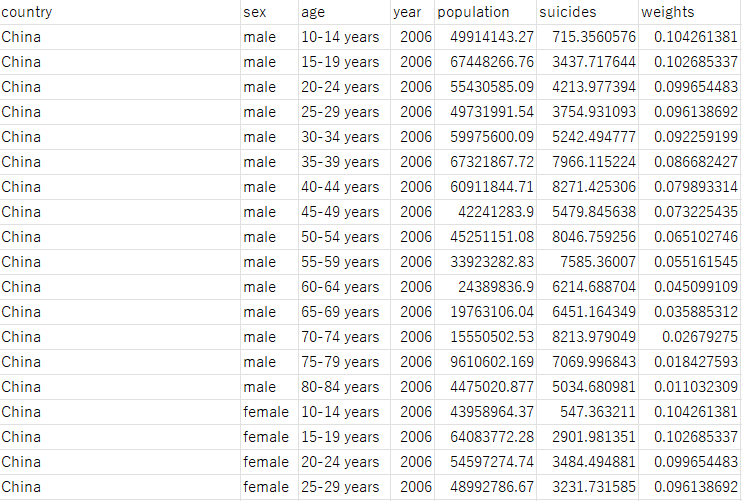 country sex age year population suicides weights
China male 10-14 years 2006 49914143.27 715.3560576 0.104261381
China male 15-19 years 2006 67448266.76 3437.717644 0.102685337
China male 20-24 years 2006 55430585.09 4213.977394 0.099654483
China male 25-29 years 2006 49731991.54 3754.931093 0.096138692
China male 30-34 years 2006 59975600.09 5242.494777 0.092259199
China male 35-39 years 2006 67321867.72 7966.115224 0.086682427
China male 40-44 years 2006 60911844.71 8271.425306 0.079893314
China male 45-49 years 2006 42241283.9 5479.845638 0.073225435
China male 50-54 years 2006 45251151.08 8046.759256 0.065102746
China male 55-59 years 2006 33923282.83 7585.36007 0.055161545
China male 60-64 years 2006 24389836.9 6214.688704 0.045099109
China male 65-69 years 2006 19763106.04 6451.164349 0.035885312
China male 70-74 years 2006 15550502.53 8213.979049 0.02679275
China male 75-79 years 2006 9610602.169 7069.996843 0.018427593
China male 80-84 years 2006 4475020.877 5034.680981 0.011032309
China female 10-14 years 2006 43958964.37 547.363211 0.104261381
China female 15-19 years 2006 64083772.28 2901.981351 0.102685337
China female 20-24 years 2006 54597274.74 3484.494881 0.099654483
China female 25-29 years 2006 48992786.67 3231.731585 0.096138692